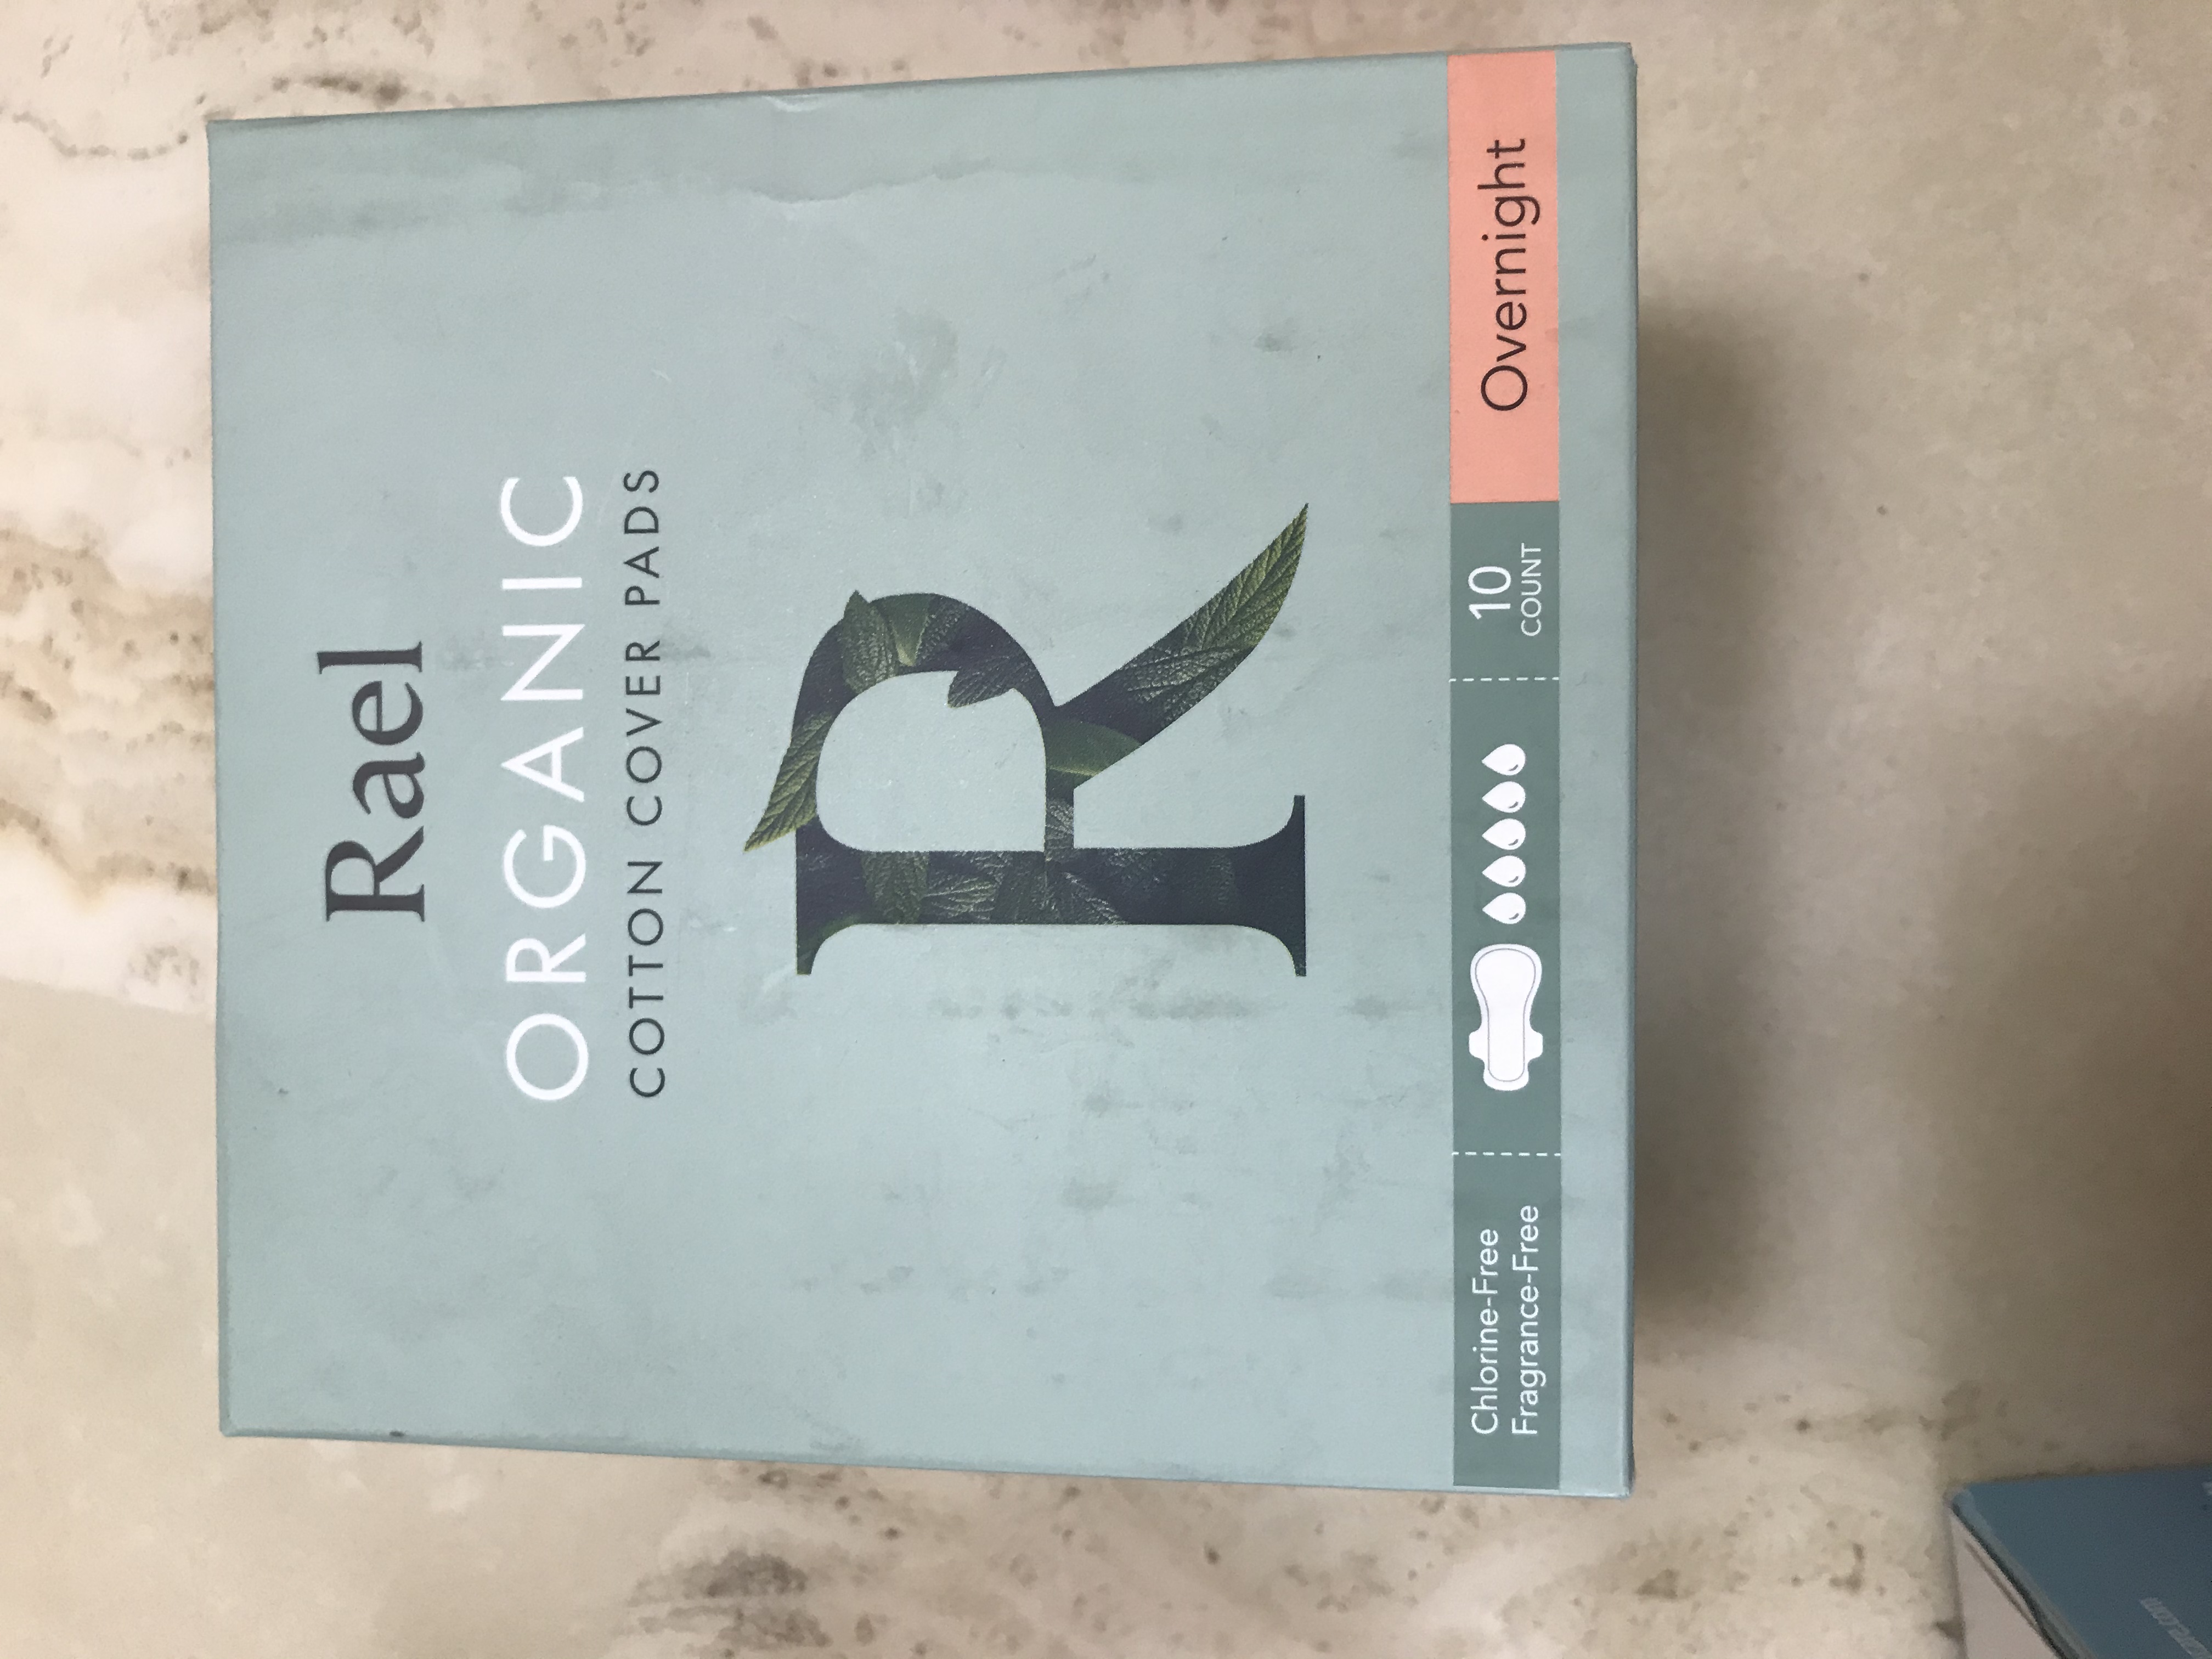 Rael
ORGANIC
COTTON COVER PADS
R
Chlorine-Free
Fragrance-Free
10
COUNT
Overnight